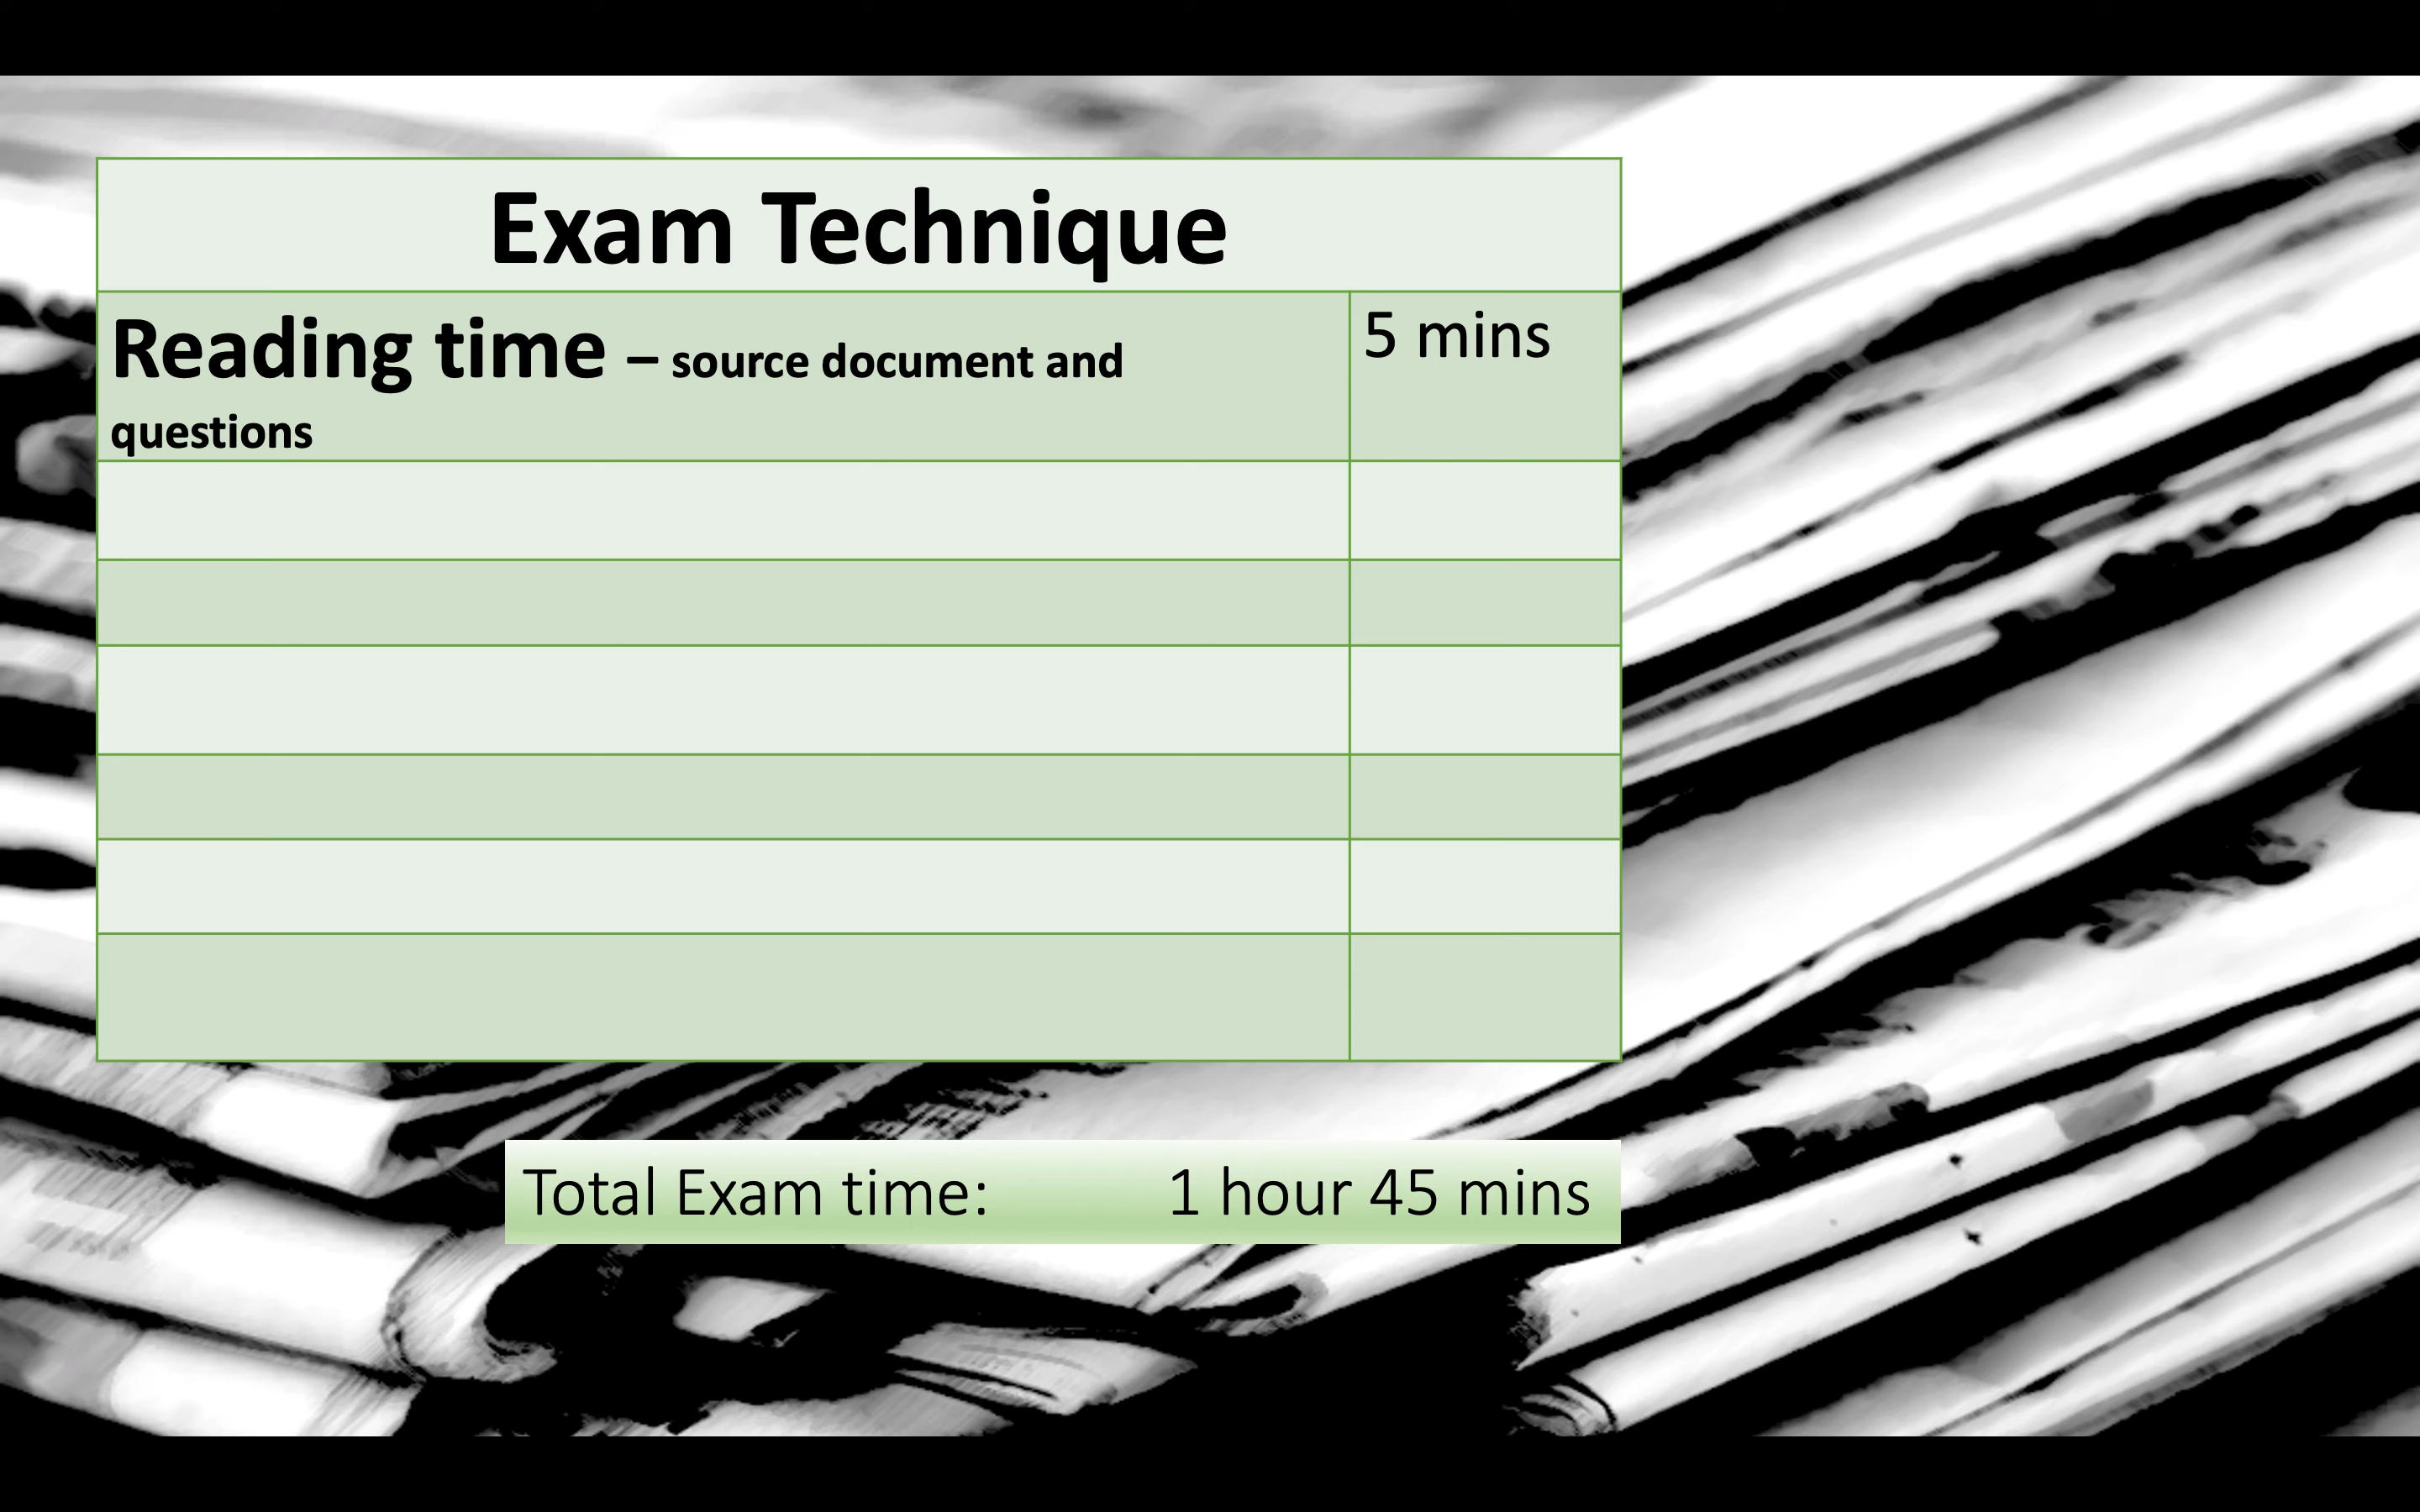 Exam Technique
Reading time – source document and
questions
5 mins
Total Exam time: 1 hour 45 mins